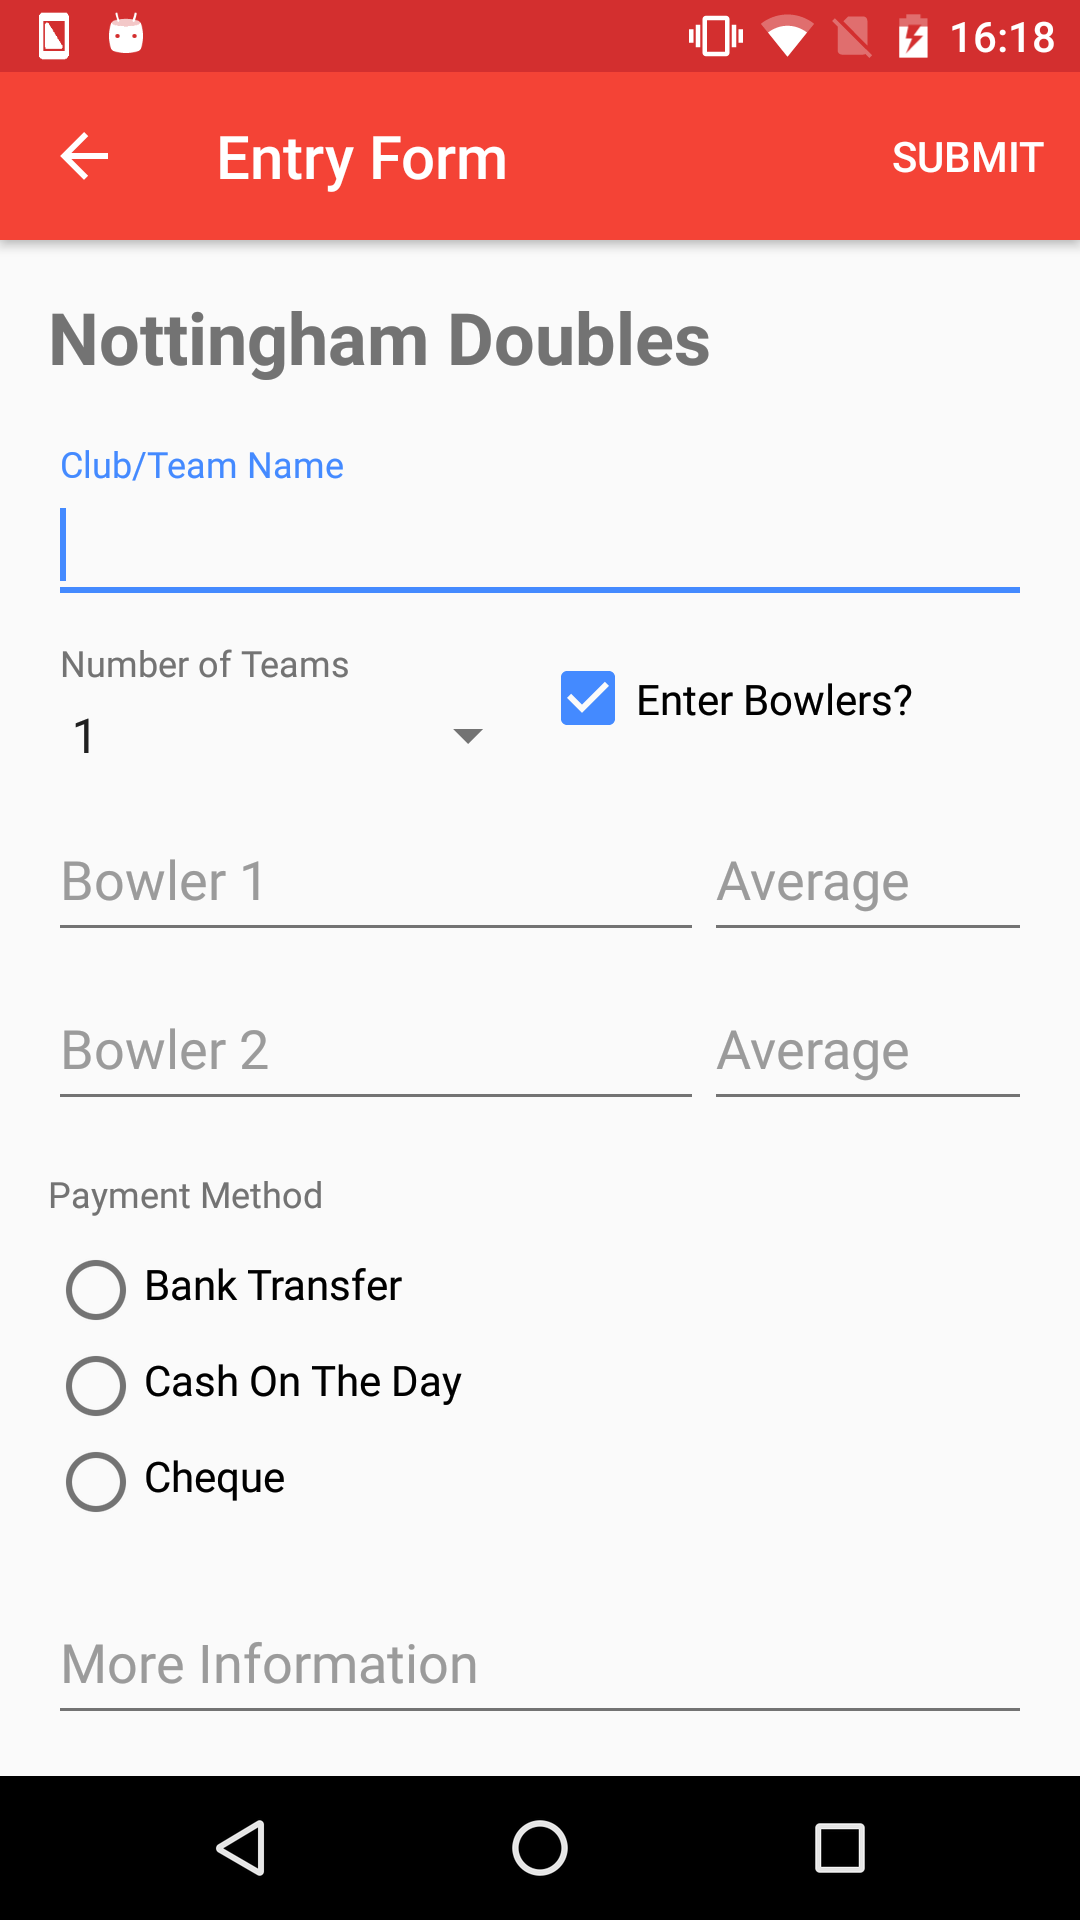 16:18
Entry Form SUBMIT
Nottingham Doubles
Club/Team Name
Number of Teams
Enter Bowlers?
1
Bowler 1 Average
Bowler 2 Average
Payment Method
Bank Transfer
Cash On The Day
Cheque
More Information